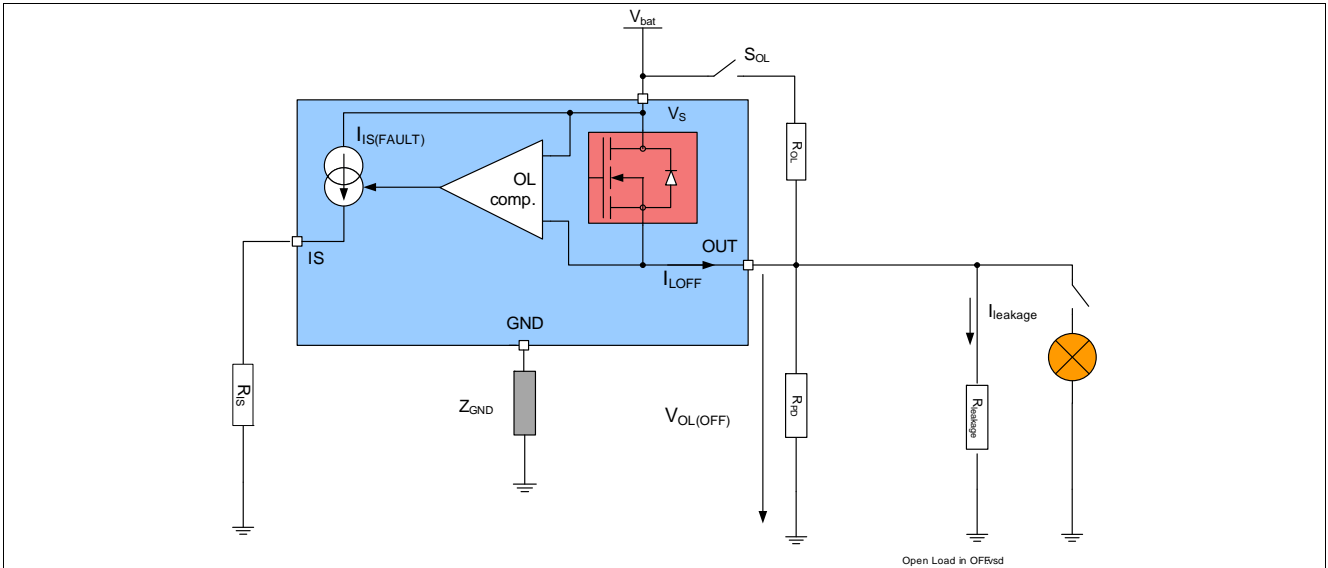 Vbat
SOL
VS
IIS(FAULT)
ROL
OL
comp.
OUT
IS
ILOFF
Ileakage
GND
RIS
ZGND
VOL(OFF)
RPD
Rleakage
Open Load in OFF.vsd